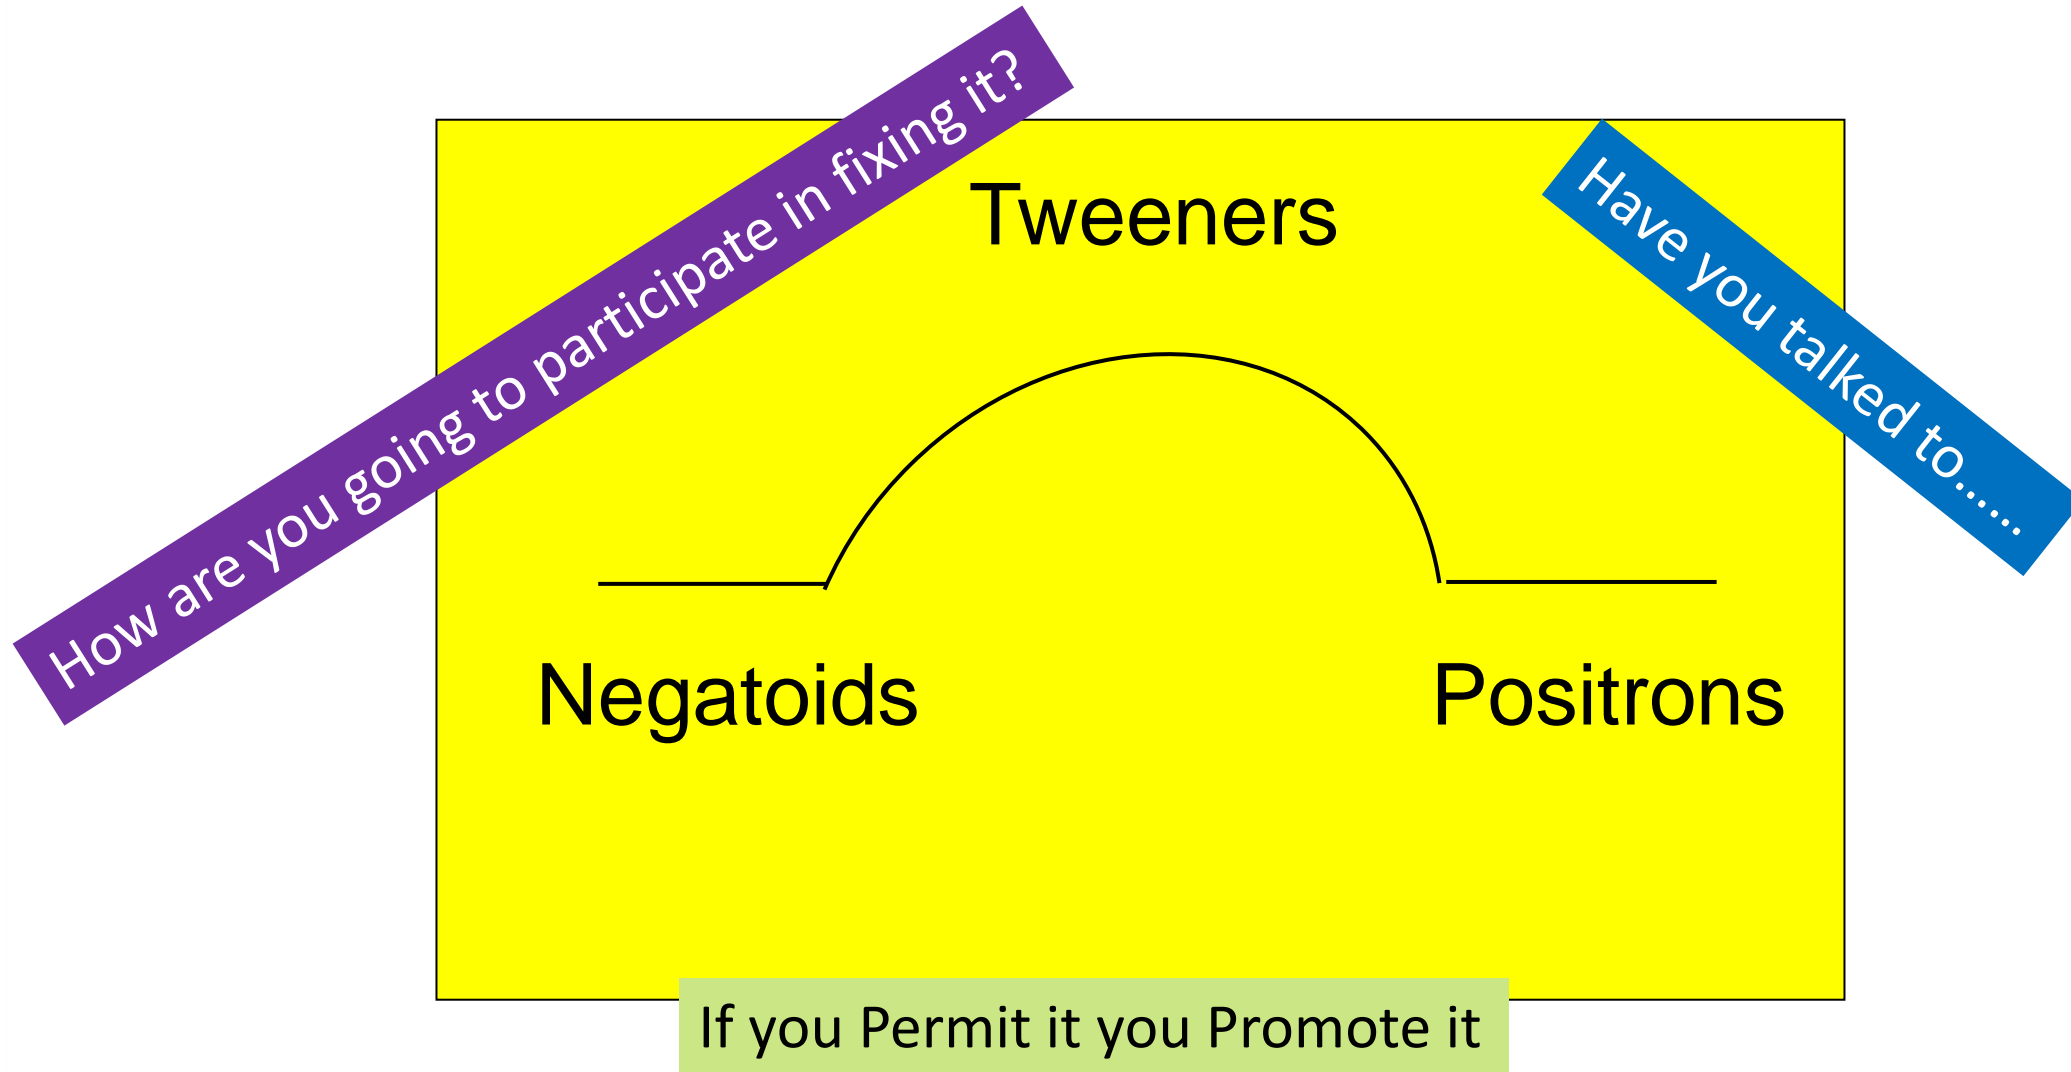 How are you going to participate in fixing it?
Tweeners
Have you talked to……
Negatoids
Positrons
If you Permit it you Promote it